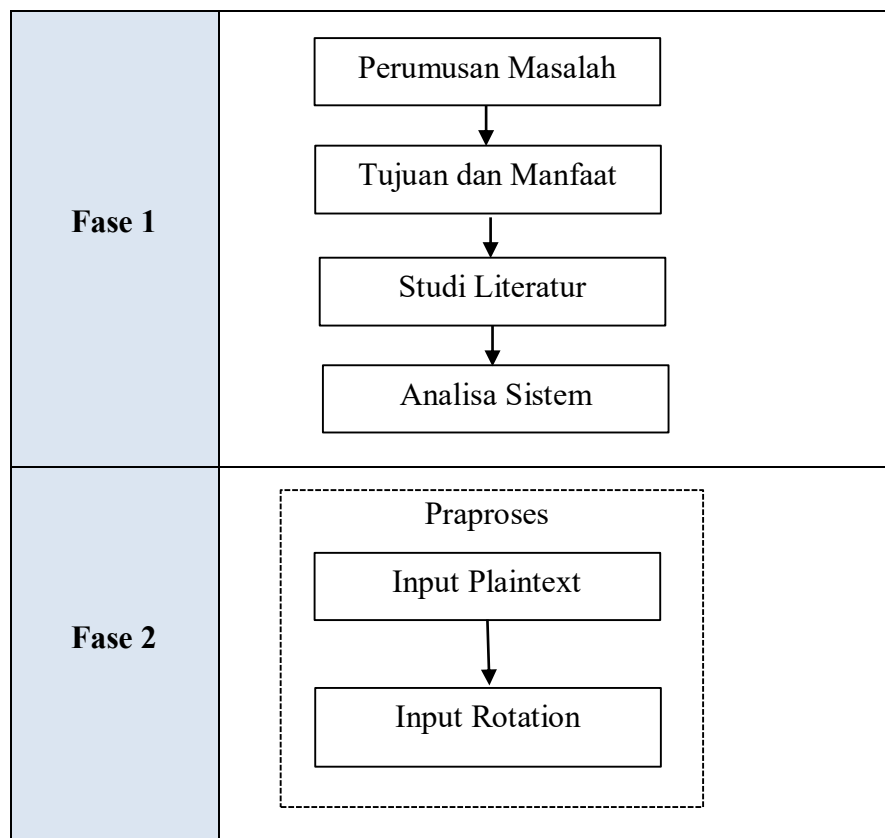 Fase 1
Perumusan Masalah
Tujuan dan Manfaat
Studi Literatur
Analisa Sistem
Fase 2
Praproses
Input Plaintext
Input Rotation